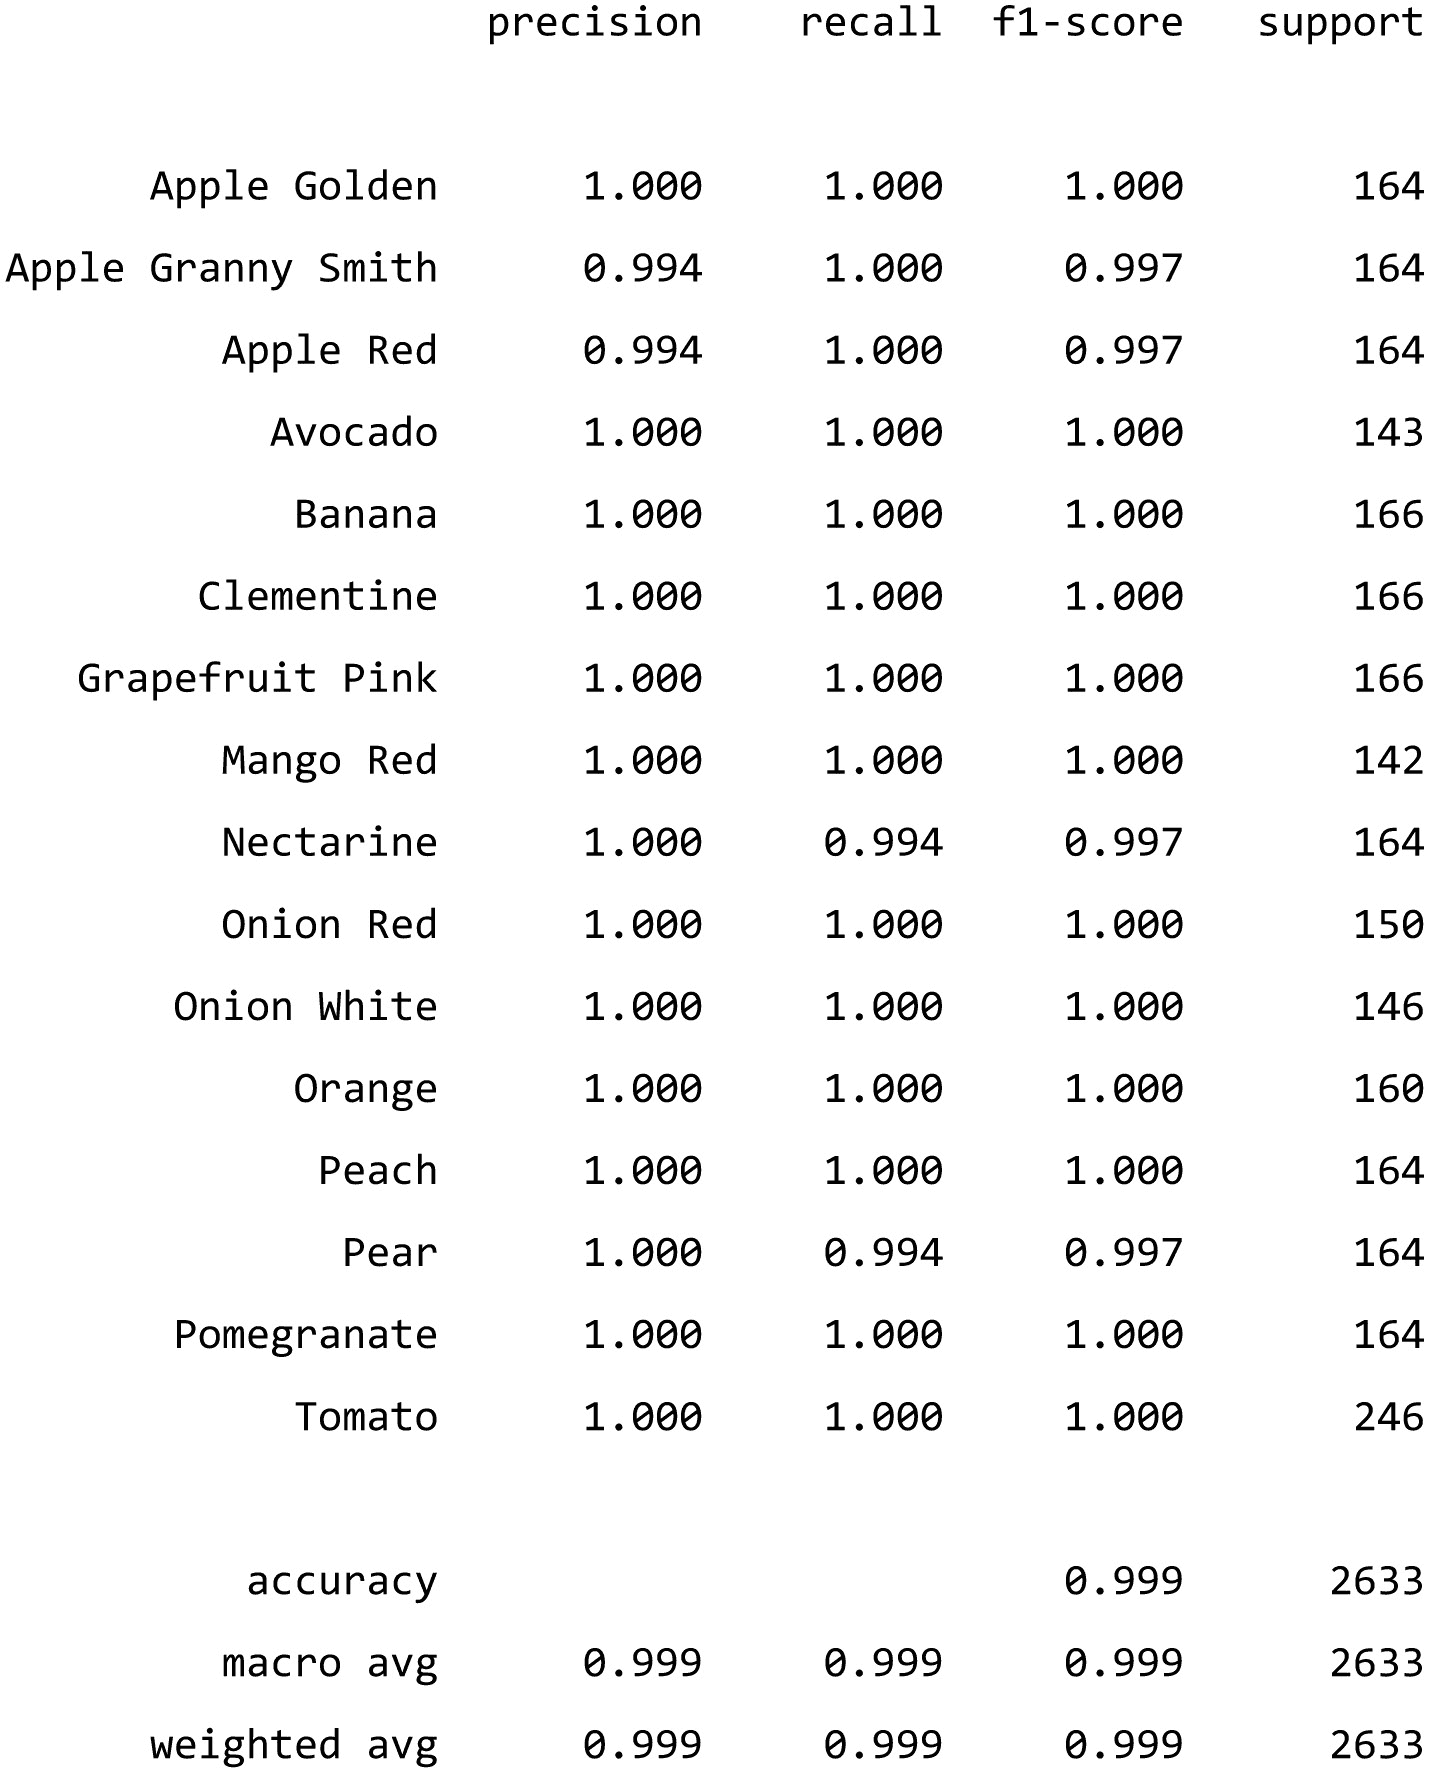 precision recall f1-score support
Apple Golden 1.000 1.000 1.000 164
Apple Granny Smith 0.994 1.000 0.997 164
Apple Red 0.994 1.000 0.997 164
Avocado 1.000 1.000 1.000 143
Banana 1.000 1.000 1.000 166
Clementine 1.000 1.000 1.000 166
Grapefruit Pink 1.000 1.000 1.000 166
Mango Red 1.000 1.000 1.000 142
Nectarine 1.000 0.994 0.997 164
Onion Red 1.000 1.000 1.000 150
Onion White 1.000 1.000 1.000 146
Orange 1.000 1.000 1.000 160
Peach 1.000 1.000 1.000 164
Pear 1.000 0.994 0.997 164
Pomegranate 1.000 1.000 1.000 164
Tomato 1.000 1.000 1.000 246
accuracy 0.999 2633
macro avg 0.999 0.999 0.999 2633
weighted avg 0.999 0.999 0.999 2633